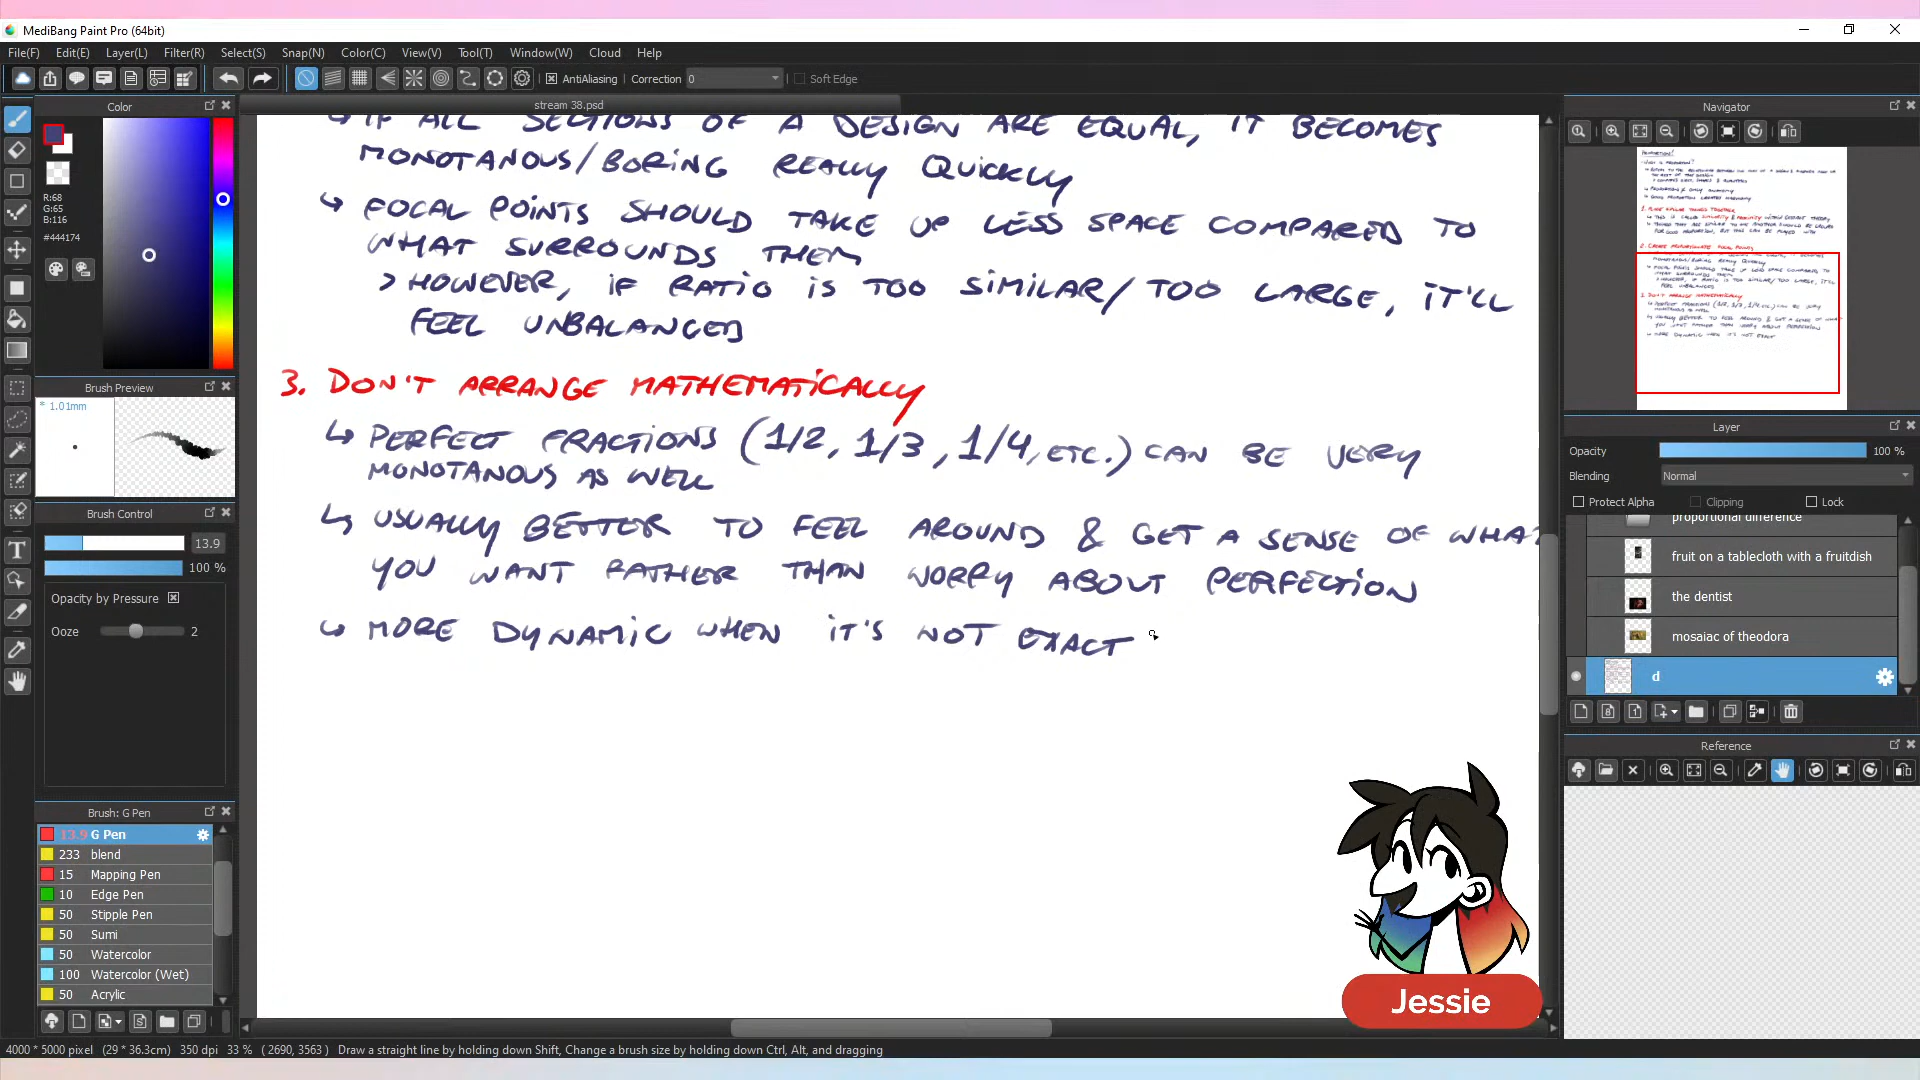 MediBang Paint Pro (64bit)
File(F) Edit(E) Layer(L) Filter(R) Select(S) Snap(N) Color(C) View(V) Tool(T) Window(W) Cloud Help
AntiAliasing Correction 0 Soft Edge
Color
R:68
G:65
B:116
#444174
Brush Preview
* 1.01mm
Brush Control
13.9
100 %
Opacity by Pressure
Ooze 2
Brush: G Pen
13.9 G Pen
233 blend
15 Mapping Pen
10 Edge Pen
50 Stipple Pen
50 Sumi
50 Watercolor
100 Watercolor (Wet)
50 Acrylic
stream 38.psd
↳ IF ALL SECTIONS OF A DESIGN ARE EQUAL, IT BECOMES
MONOTANOUS/BORING REALLY QUICKLY
↳ FOCAL POINTS SHOULD TAKE UP LESS SPACE COMPARED TO
WHAT SURROUNDS THEM
> HOWEVER, IF RATIO IS TOO SIMILAR/TOO LARGE, IT'LL
FEEL UNBALANCED
3. DON'T ARRANGE MATHEMATICALLY
↳ PERFECT FRACTIONS (1/2, 1/3, 1/4, ETC.) CAN BE VERY
MONOTANOUS AS WELL
↳ USUALLY BETTER TO FEEL AROUND & GET A SENSE OF WHAT
YOU WANT RATHER THAN WORRY ABOUT PERFECTION
↳ MORE DYNAMIC WHEN IT'S NOT EXACT
Jessie
Navigator
PROPORTION!
2. CREATE PROPORTIONATE FOCAL POINTS
3. DON'T ARRANGE MATHEMATICALLY
Layer
Opacity 100 %
Blending Normal
Protect Alpha Clipping Lock
proportional difference
fruit on a tablecloth with a fruitdish
the dentist
mosaiac of theodora
d
Reference
4000 * 5000 pixel (29 * 36.3cm) 350 dpi 33 % ( 2690, 3563 ) Draw a straight line by holding down Shift, Change a brush size by holding down Ctrl, Alt, and dragging